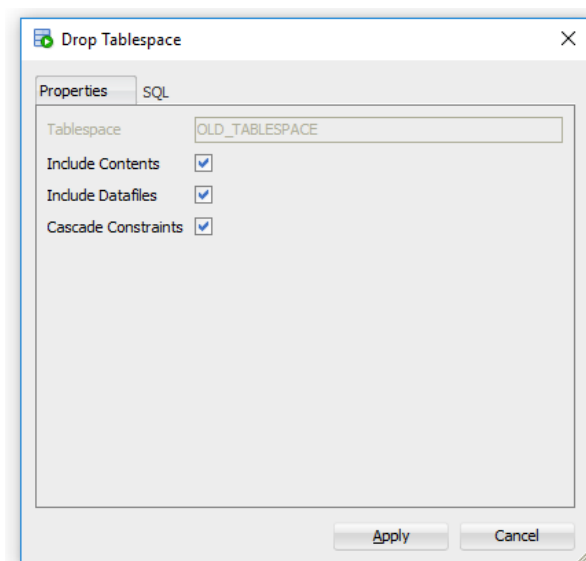 Drop Tablespace
Properties SQL
Tablespace OLD_TABLESPACE
Include Contents
Include Datafiles
Cascade Constraints
Apply Cancel